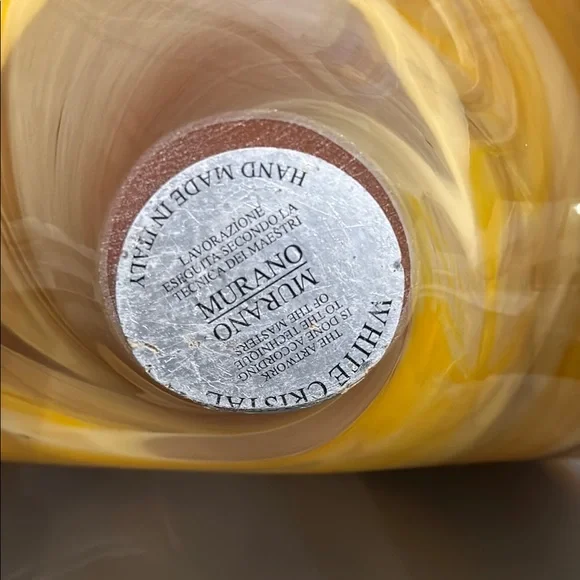 HAND MADE IN ITALY
LAVORAZIONE
ESEGUITA SECONDO LA
TECNICA DEI MAESTRI
MURANO
MURANO
THE ARTWORK
IS DONE ACCORDING
TO THE TECHNIQUE
OF THE MASTERS
WHITE CRISTAL